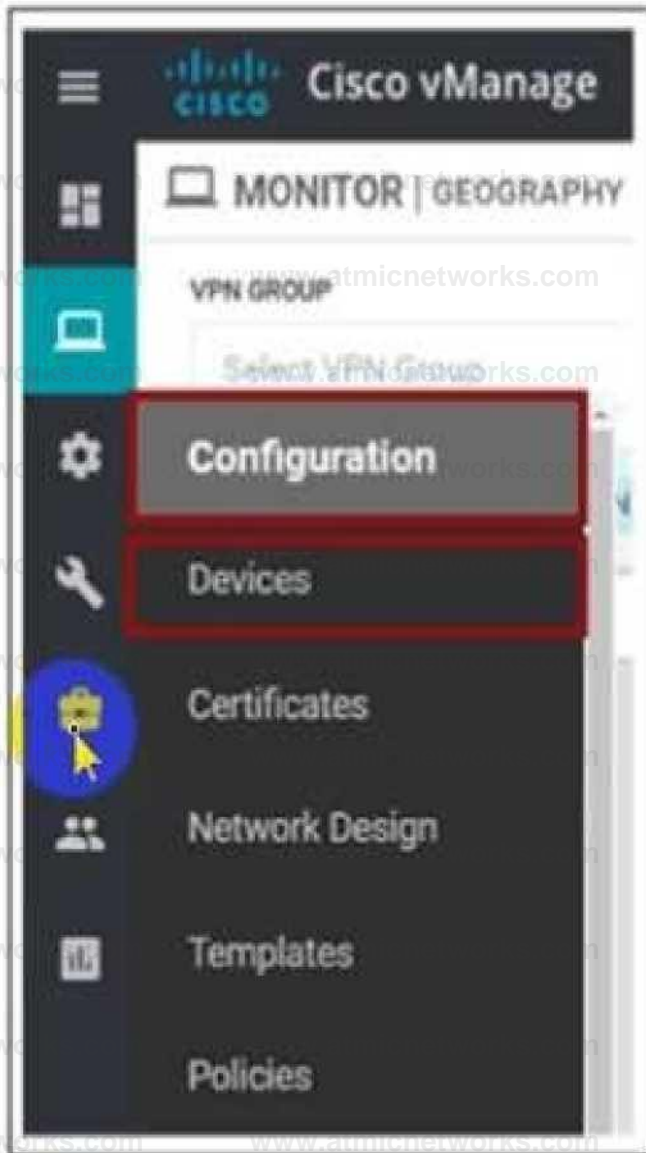 CISCO Cisco vManage
MONITOR | GEOGRAPHY
www.atmicnetworks.com
VPN GROUP
Select VPN Group
Configuration
Devices
Certificates
Network Design
Templates
Policies
www.atmicnetworks.com